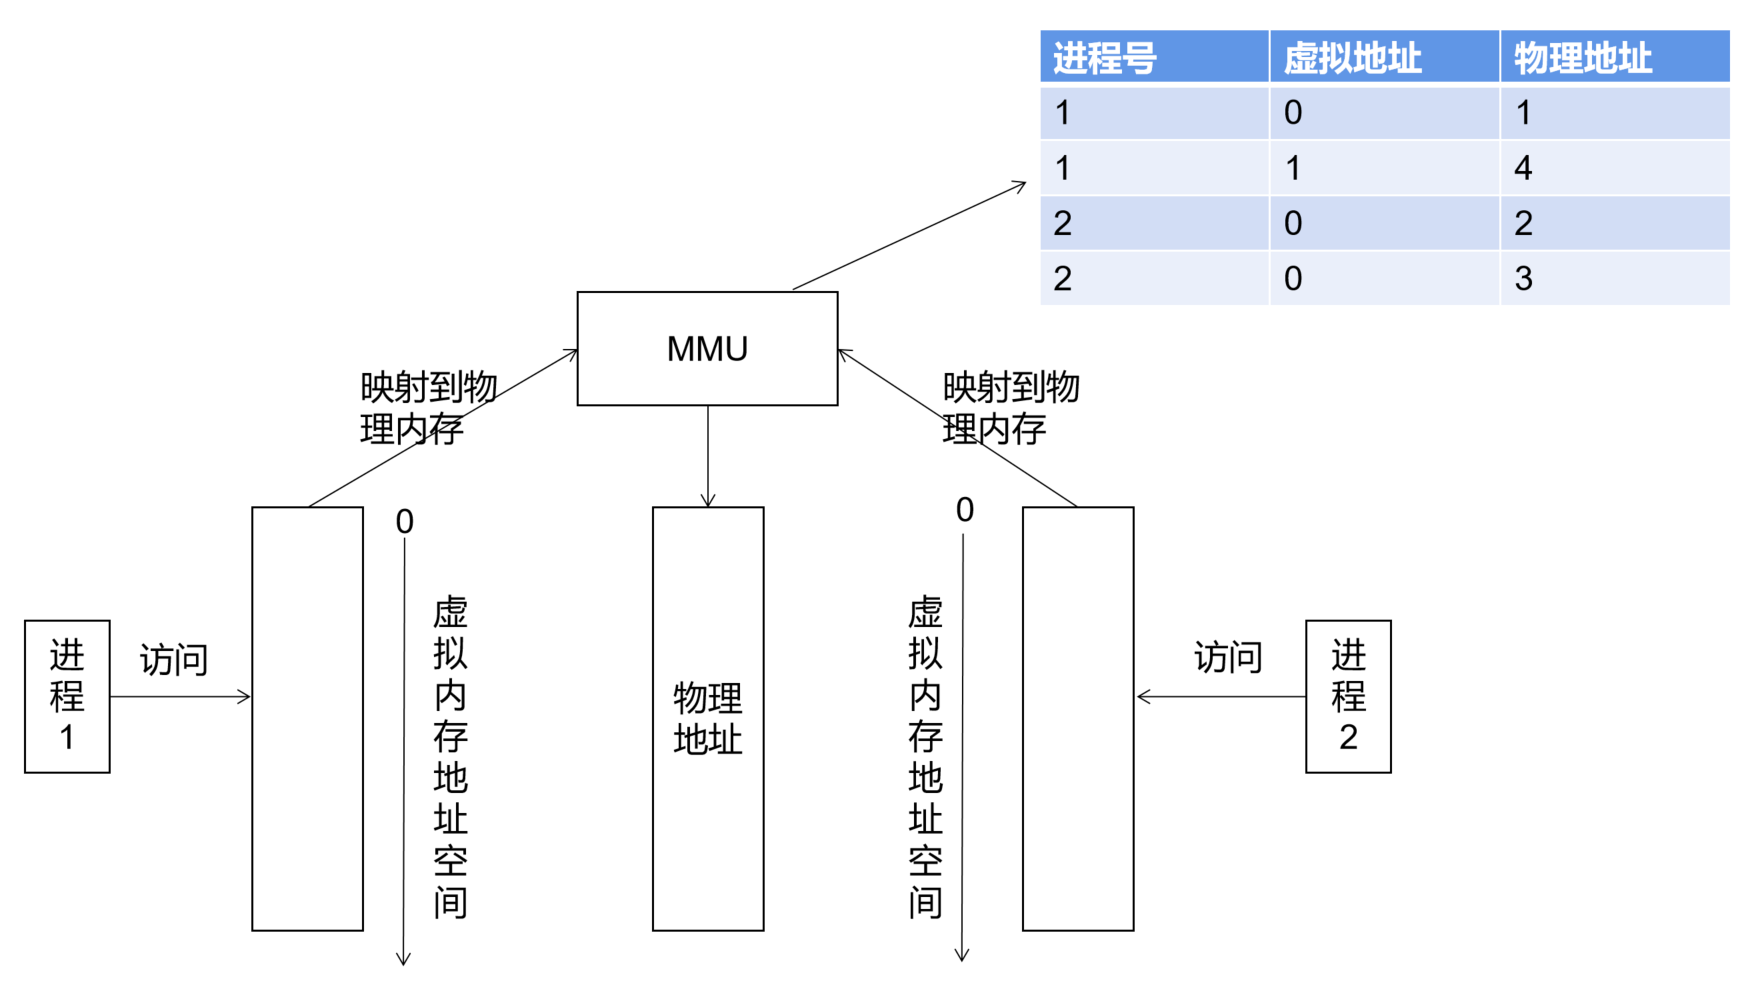 进程号 虚拟地址 物理地址
1 0 1
1 1 4
2 0 2
2 0 3
MMU
映射到物
理内存
映射到物
理内存
0
0
虚
拟
内
存
地
址
空
间
虚
拟
内
存
地
址
空
间
进
程
1
访问
物理
地址
访问
进
程
2